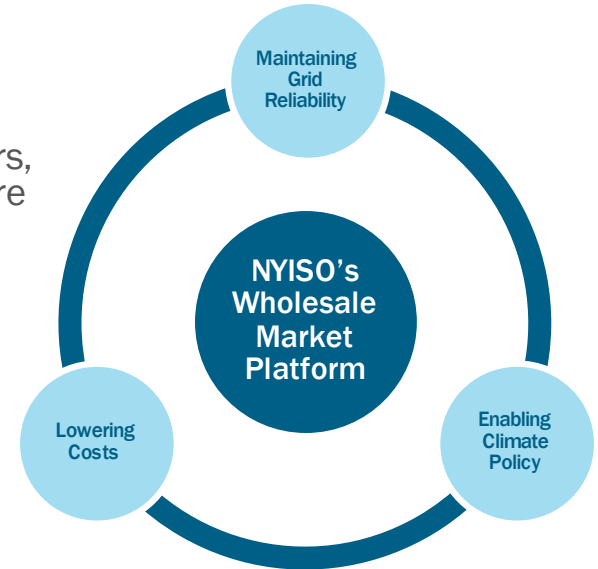 Maintaining
Grid
Reliability
NYISO's
Wholesale
Market
Platform
Lowering
Costs
Enabling
Climate
Policy